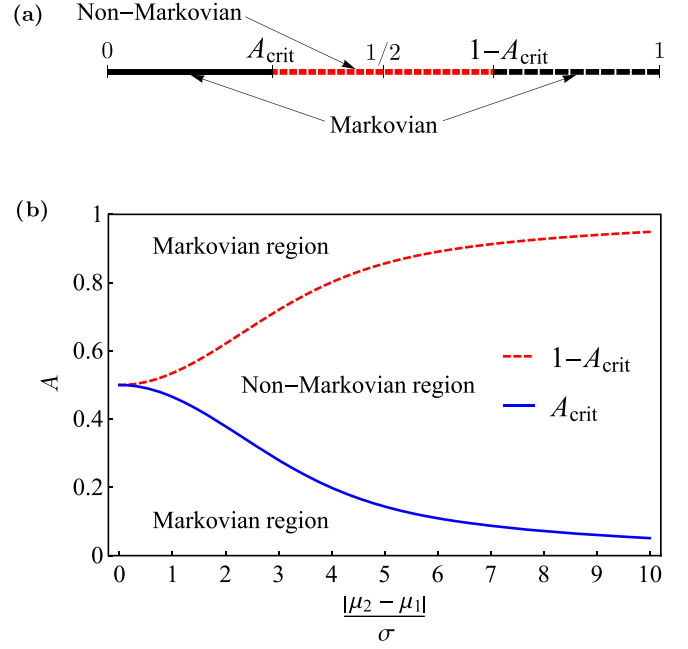 (a)
Non−Markovian
0 A_crit 1/2 1−A_crit 1
Markovian
(b)
1
0.8
0.6
0.4
0.2
0
A
Markovian region
Non−Markovian region
Markovian region
1−A_crit
A_crit
0 1 2 3 4 5 6 7 8 9 10
|μ₂ − μ₁|
σ